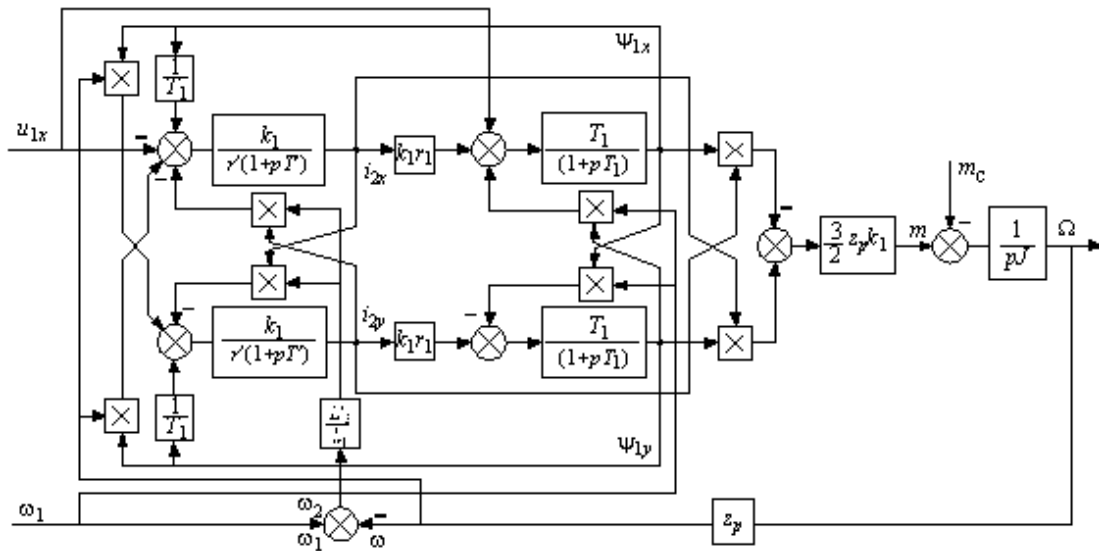 Ψ1x
1
T1
×
u1x
−
−
k1
r'(1+pT')
i2x
k1r1
T1
(1+pT1)
×
×
×
−
mc
3
2
zpk1
m
−
1
pJ
Ω
×
×
−
−
k1
r'(1+pT')
i2y
k1r1
T1
(1+pT1)
×
×
1
T1
Ψ1y
ω1
ω2
ω1
−
ω
zp